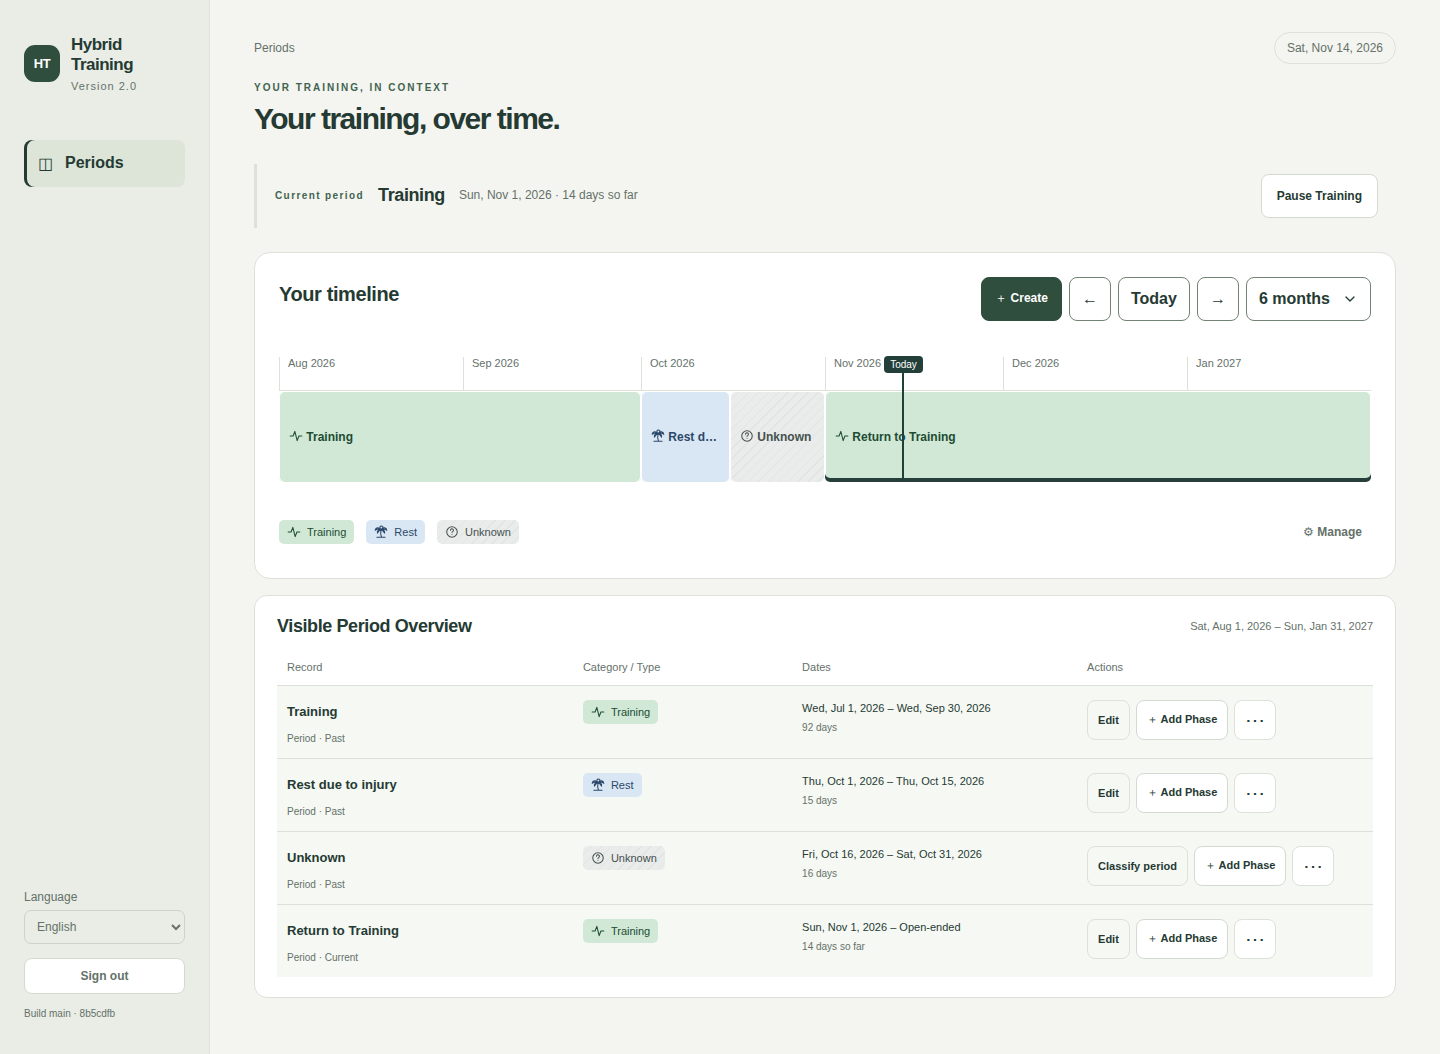 HT
Hybrid
Training
Version 2.0
Periods
Language
English
Sign out
Build main · 8b5cdfb
Periods
Sat, Nov 14, 2026
YOUR TRAINING, IN CONTEXT
Your training, over time.
Current period Training Sun, Nov 1, 2026 · 14 days so far
Pause Training
Your timeline
+ Create ← Today → 6 months
Aug 2026 Sep 2026 Oct 2026 Nov 2026 Today Dec 2026 Jan 2027
Training Rest d… Unknown Return to Training
Training Rest Unknown
⚙ Manage
Visible Period Overview
Sat, Aug 1, 2026 – Sun, Jan 31, 2027
Record Category / Type Dates Actions
Training Training Wed, Jul 1, 2026 – Wed, Sep 30, 2026 Edit + Add Phase ···
Period · Past 92 days
Rest due to injury Rest Thu, Oct 1, 2026 – Thu, Oct 15, 2026 Edit + Add Phase ···
Period · Past 15 days
Unknown Unknown Fri, Oct 16, 2026 – Sat, Oct 31, 2026 Classify period + Add Phase ···
Period · Past 16 days
Return to Training Training Sun, Nov 1, 2026 – Open-ended Edit + Add Phase ···
Period · Current 14 days so far